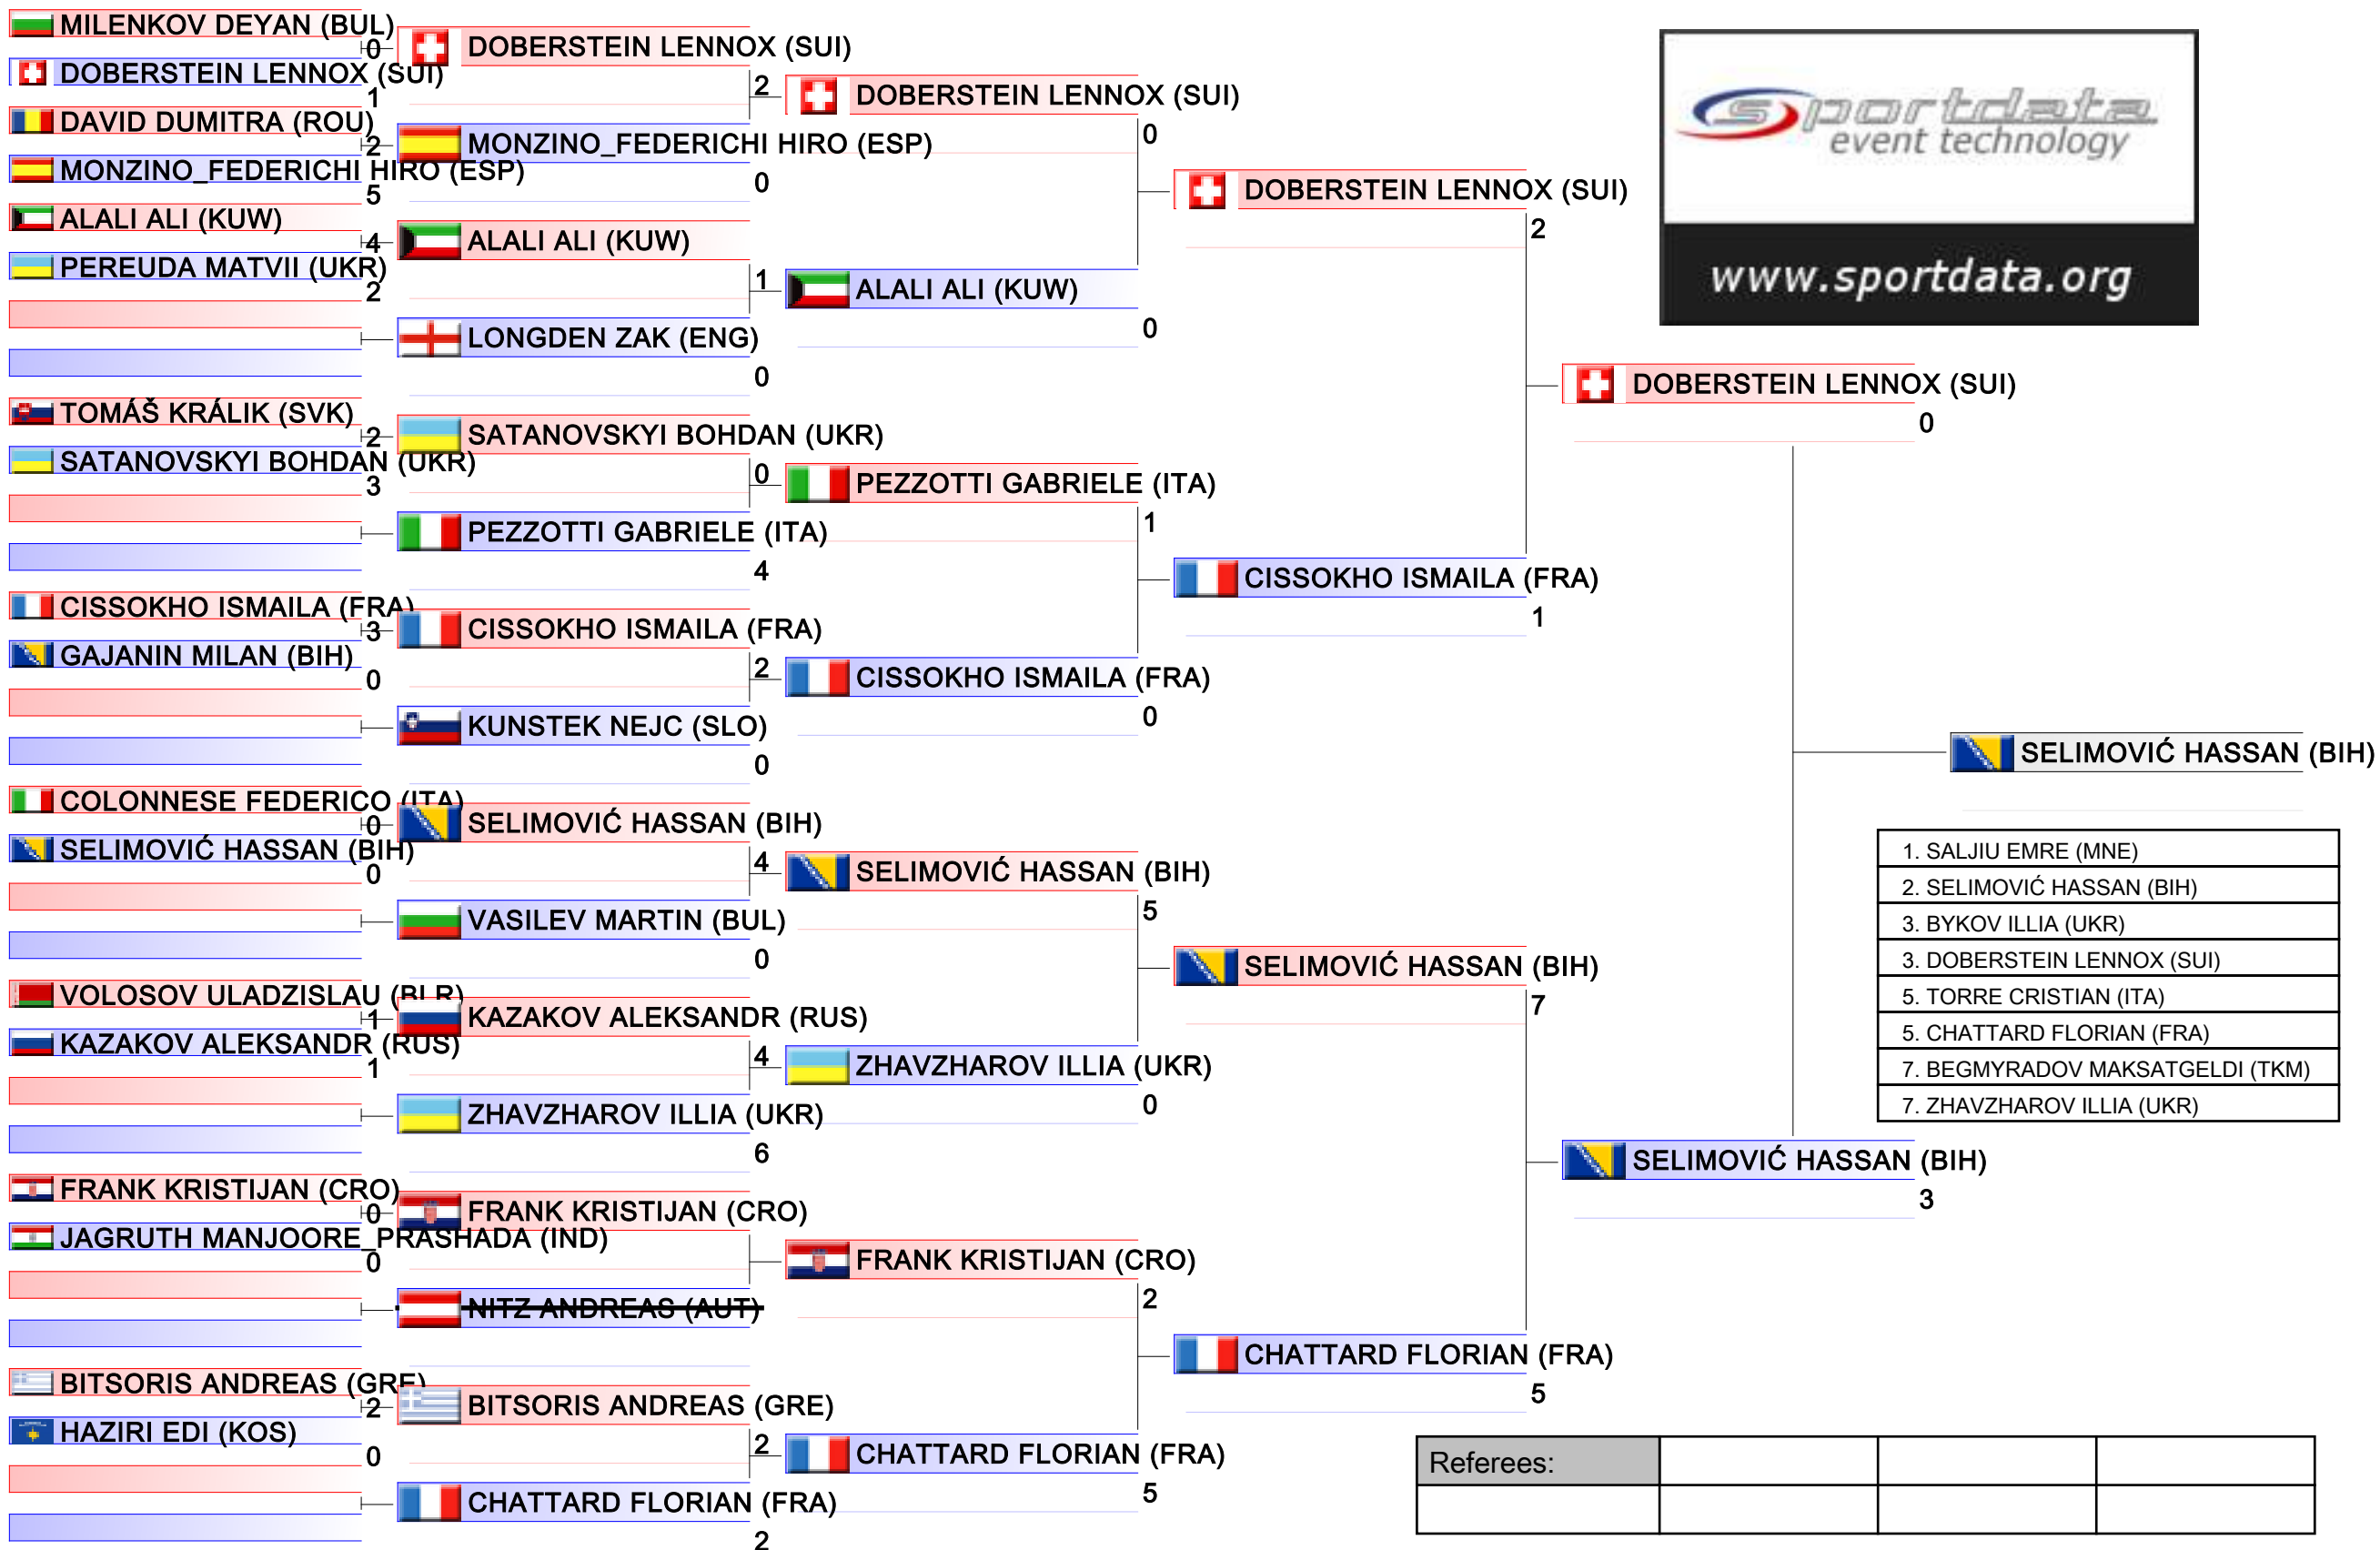 MILENKOV DEYAN (BUL)
0
DOBERSTEIN LENNOX (SUI)
1
DAVID DUMITRA (ROU)
2
MONZINO_FEDERICHI HIRO (ESP)
5
ALALI ALI (KUW)
4
PEREUDA MATVII (UKR)
2
TOMÁŠ KRÁLIK (SVK)
2
SATANOVSKYI BOHDAN (UKR)
3
CISSOKHO ISMAILA (FRA)
3
GAJANIN MILAN (BIH)
0
COLONNESE FEDERICO (ITA)
0
SELIMOVIĆ HASSAN (BIH)
0
VOLOSOV ULADZISLAU (BLR)
1
KAZAKOV ALEKSANDR (RUS)
1
FRANK KRISTIJAN (CRO)
0
JAGRUTH MANJOORE_PRASHADA (IND)
0
BITSORIS ANDREAS (GRE)
2
HAZIRI EDI (KOS)
0
DOBERSTEIN LENNOX (SUI)
2
MONZINO_FEDERICHI HIRO (ESP)
0
ALALI ALI (KUW)
1
LONGDEN ZAK (ENG)
0
SATANOVSKYI BOHDAN (UKR)
0
PEZZOTTI GABRIELE (ITA)
4
CISSOKHO ISMAILA (FRA)
2
KUNSTEK NEJC (SLO)
0
SELIMOVIĆ HASSAN (BIH)
4
VASILEV MARTIN (BUL)
0
KAZAKOV ALEKSANDR (RUS)
4
ZHAVZHAROV ILLIA (UKR)
6
FRANK KRISTIJAN (CRO)
NITZ ANDREAS (AUT)
BITSORIS ANDREAS (GRE)
2
CHATTARD FLORIAN (FRA)
2
DOBERSTEIN LENNOX (SUI)
0
ALALI ALI (KUW)
0
PEZZOTTI GABRIELE (ITA)
1
CISSOKHO ISMAILA (FRA)
0
SELIMOVIĆ HASSAN (BIH)
5
ZHAVZHAROV ILLIA (UKR)
0
FRANK KRISTIJAN (CRO)
2
CHATTARD FLORIAN (FRA)
5
DOBERSTEIN LENNOX (SUI)
2
CISSOKHO ISMAILA (FRA)
1
SELIMOVIĆ HASSAN (BIH)
7
CHATTARD FLORIAN (FRA)
5
DOBERSTEIN LENNOX (SUI)
0
SELIMOVIĆ HASSAN (BIH)
3
SELIMOVIĆ HASSAN (BIH)
sportdata
event technology
www.sportdata.org
1. SALJIU EMRE (MNE)
2. SELIMOVIĆ HASSAN (BIH)
3. BYKOV ILLIA (UKR)
3. DOBERSTEIN LENNOX (SUI)
5. TORRE CRISTIAN (ITA)
5. CHATTARD FLORIAN (FRA)
7. BEGMYRADOV MAKSATGELDI (TKM)
7. ZHAVZHAROV ILLIA (UKR)
Referees: